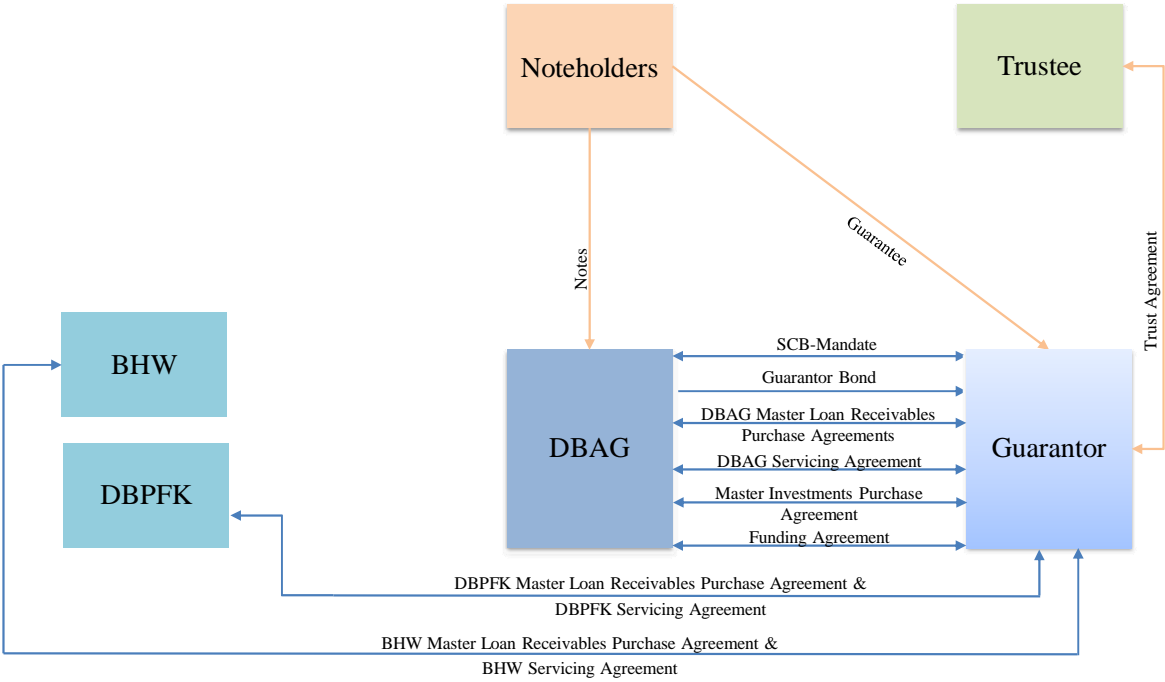 Noteholders
Trustee
Notes
Guarantee
Trust Agreement
BHW
DBPFK
DBAG
Guarantor
SCB-Mandate
Guarantor Bond
DBAG Master Loan Receivables
Purchase Agreements
DBAG Servicing Agreement
Master Investments Purchase
Agreement
Funding Agreement
DBPFK Master Loan Receivables Purchase Agreement &
DBPFK Servicing Agreement
BHW Master Loan Receivables Purchase Agreement &
BHW Servicing Agreement